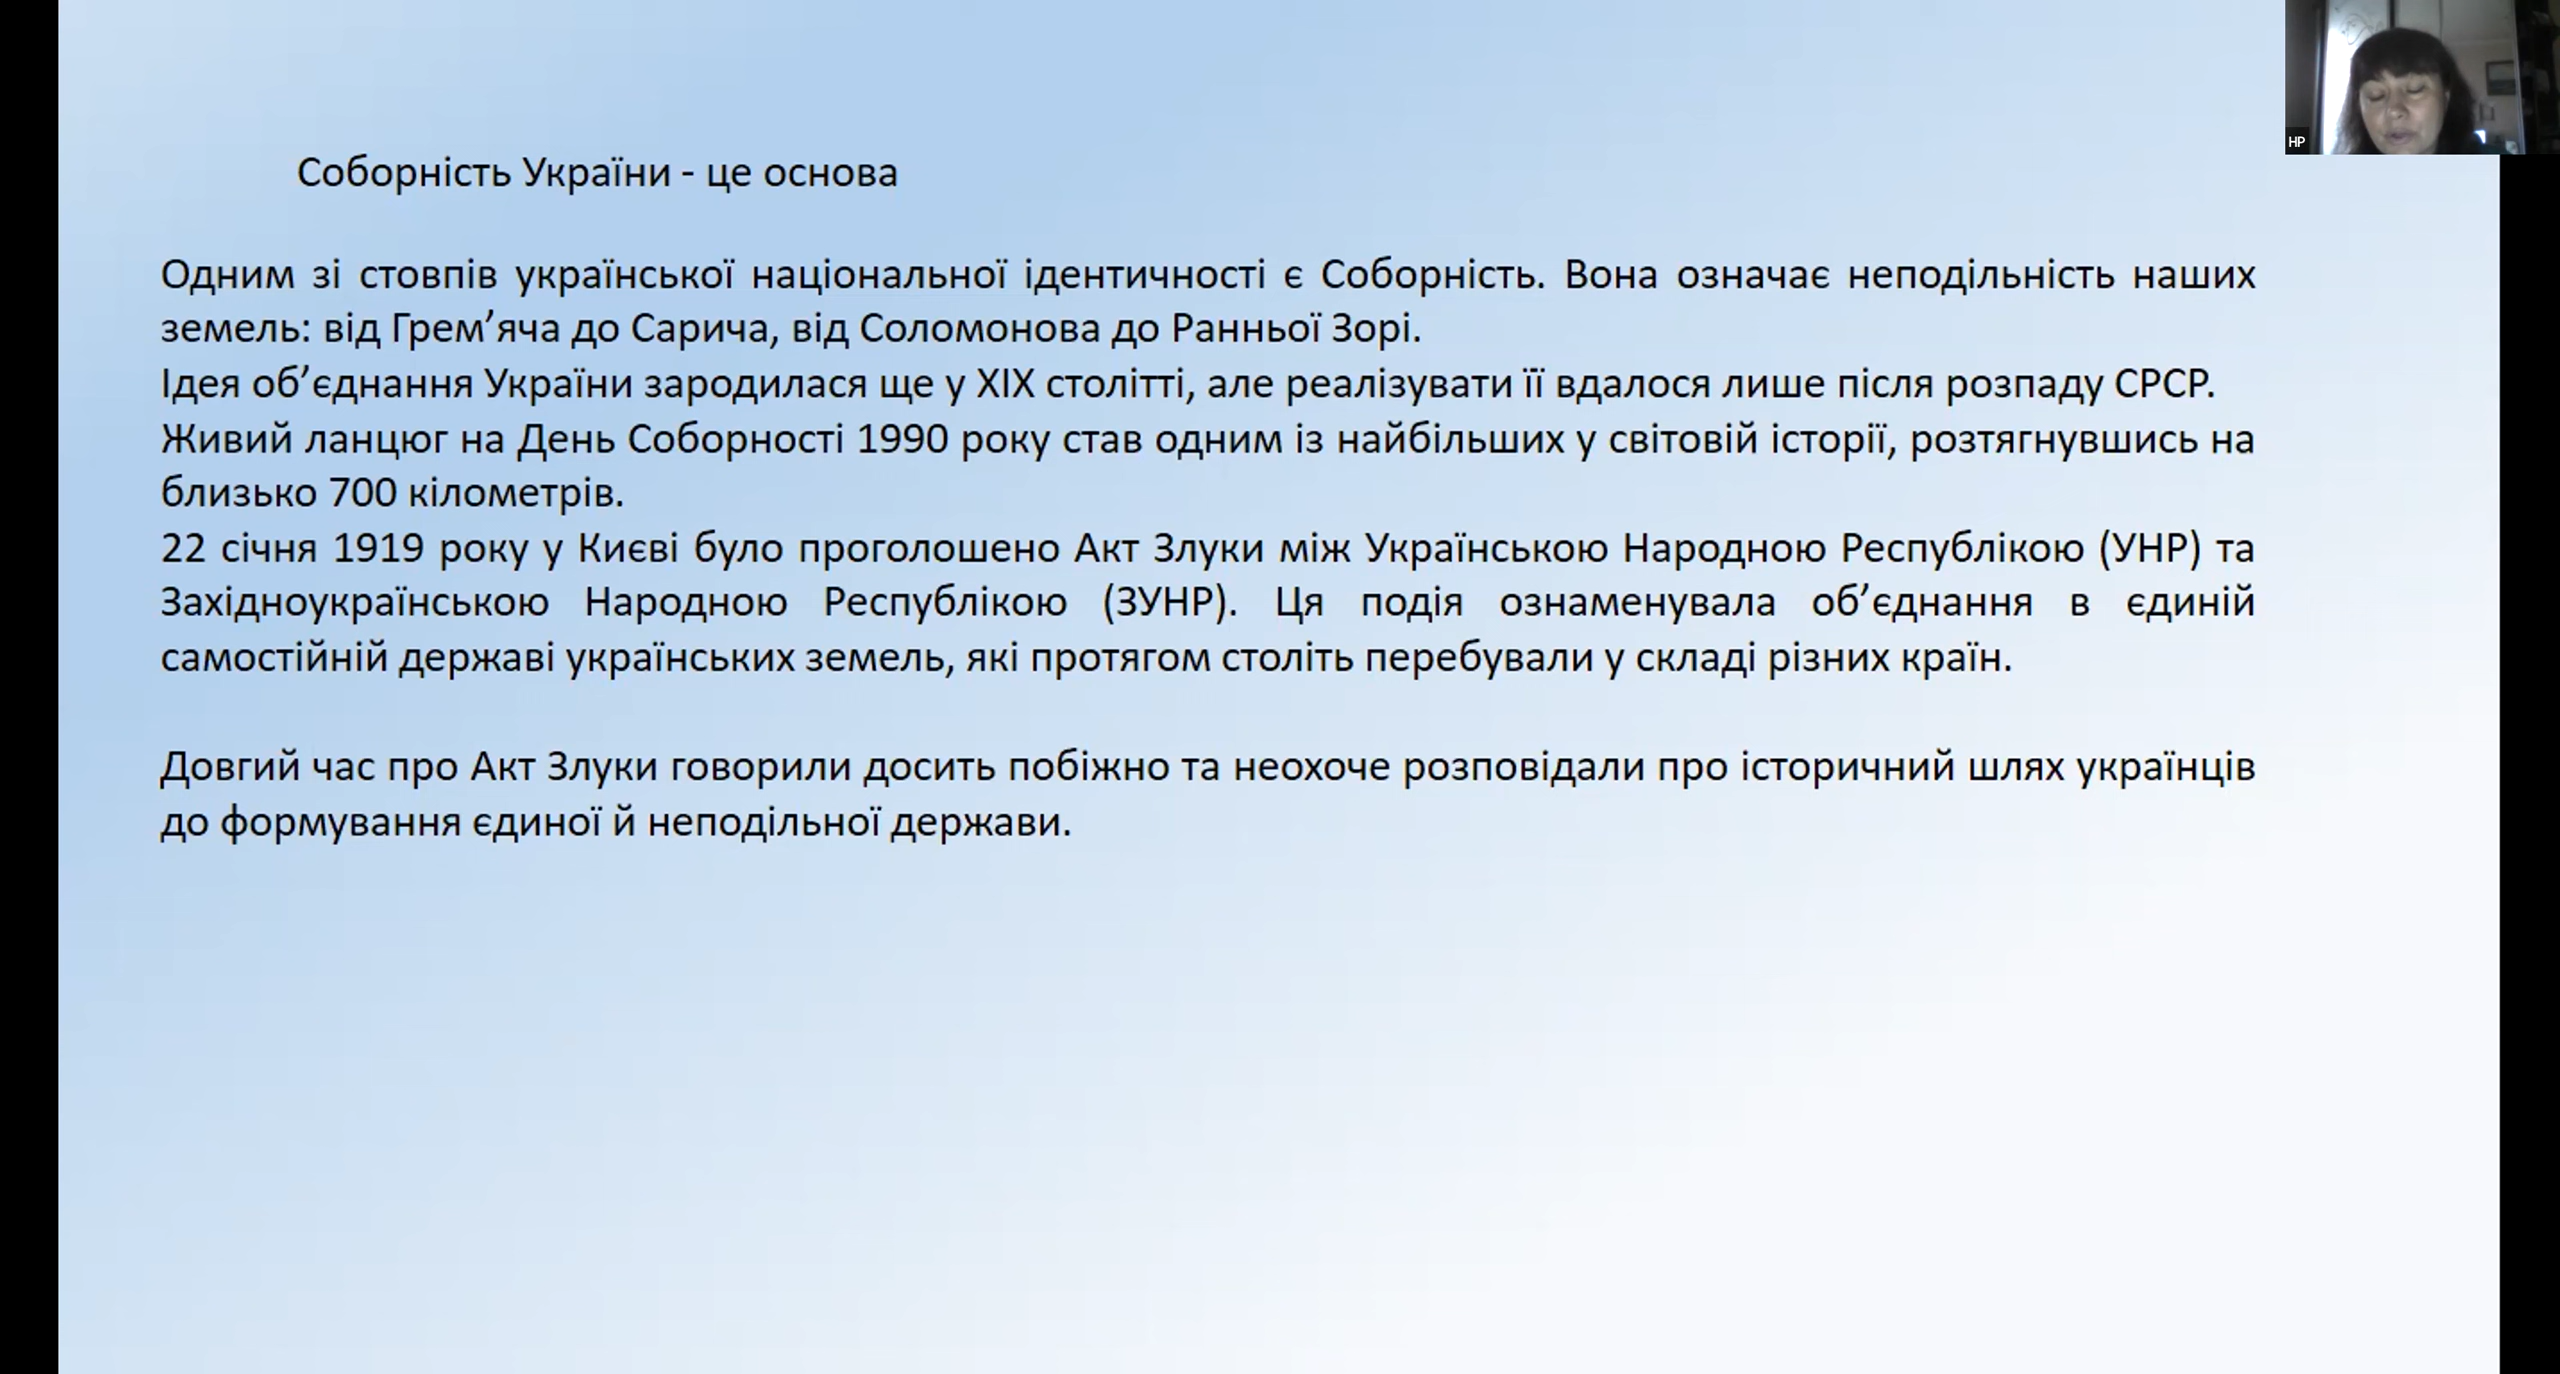 НР
Соборність України - це основа
Одним зі стовпів української національної ідентичності є Соборність. Вона означає неподільність наших
земель: від Грем’яча до Сарича, від Соломонова до Ранньої Зорі.
Ідея об’єднання України зародилася ще у XIX столітті, але реалізувати її вдалося лише після розпаду СРСР.
Живий ланцюг на День Соборності 1990 року став одним із найбільших у світовій історії, розтягнувшись на
близько 700 кілометрів.
22 січня 1919 року у Києві було проголошено Акт Злуки між Українською Народною Республікою (УНР) та
Західноукраїнською Народною Республікою (ЗУНР). Ця подія ознаменувала об’єднання в єдиній
самостійній державі українських земель, які протягом століть перебували у складі різних країн.
Довгий час про Акт Злуки говорили досить побіжно та неохоче розповідали про історичний шлях українців
до формування єдиної й неподільної держави.